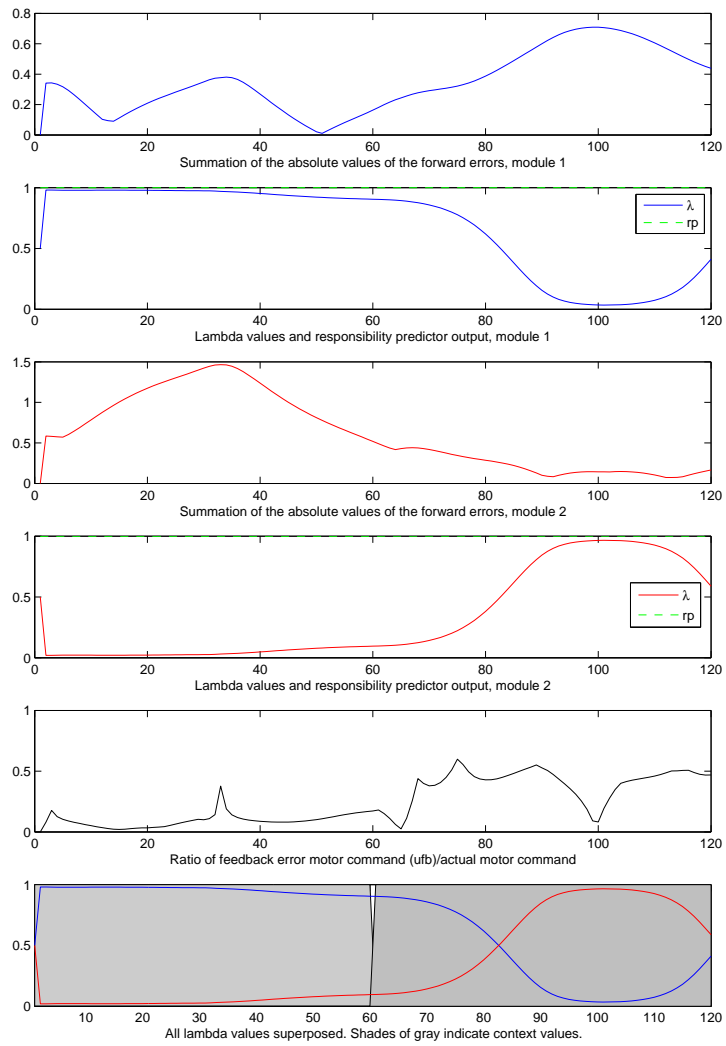 0.8
0.6
0.4
0.2
0
0 20 40 60 80 100 120
Summation of the absolute values of the forward errors, module 1
1
0.5
0
λ
rp
0 20 40 60 80 100 120
Lambda values and responsibility predictor output, module 1
1.5
1
0.5
0
0 20 40 60 80 100 120
Summation of the absolute values of the forward errors, module 2
1
0.5
0
λ
rp
0 20 40 60 80 100 120
Lambda values and responsibility predictor output, module 2
1
0.5
0
0 20 40 60 80 100 120
Ratio of feedback error motor command (ufb)/actual motor command
1
0.5
0
10 20 30 40 50 60 70 80 90 100 110 120
All lambda values superposed. Shades of gray indicate context values.